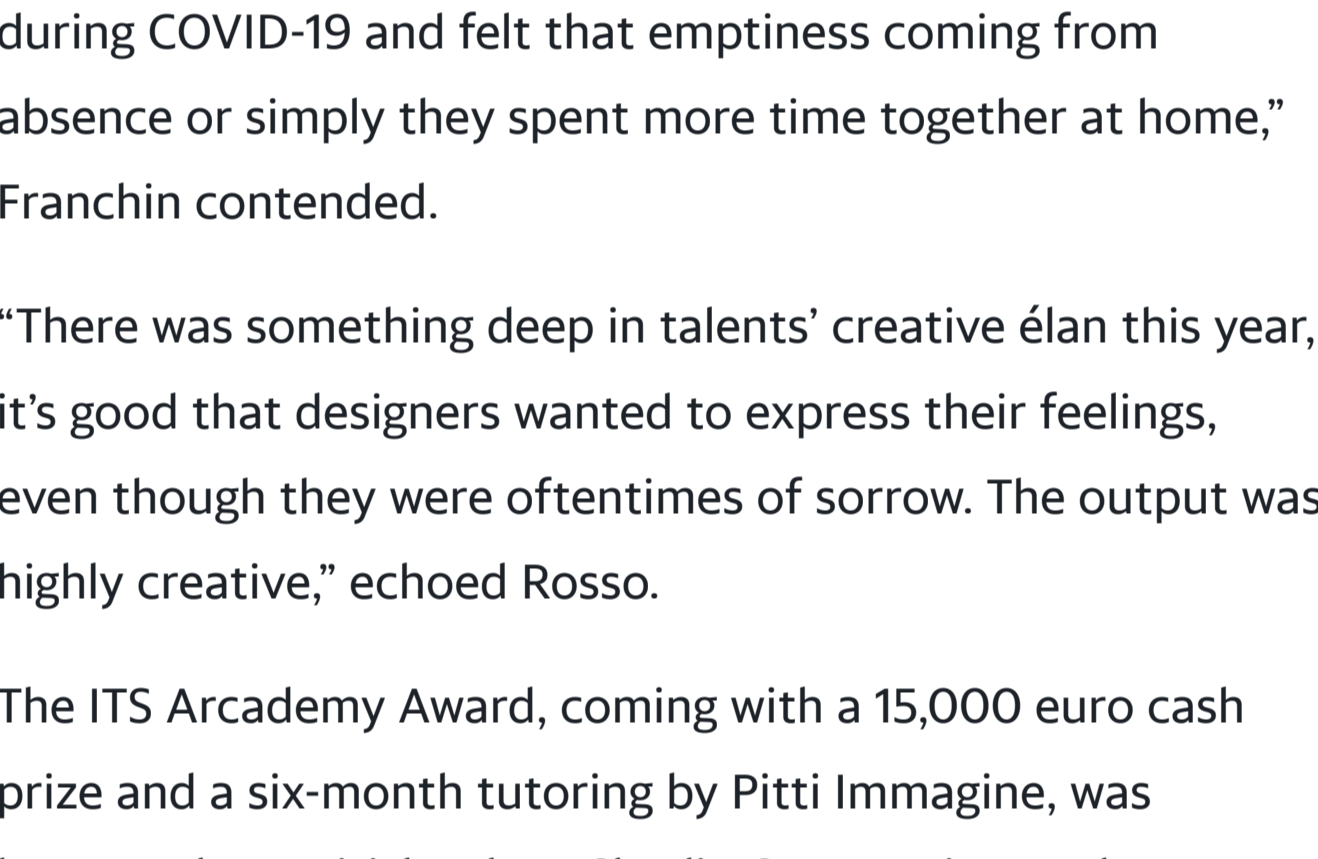 during COVID-19 and felt that emptiness coming from
absence or simply they spent more time together at home,”
Franchin contended.
“There was something deep in talents’ creative élan this year,
it’s good that designers wanted to express their feelings,
even though they were oftentimes of sorrow. The output was
highly creative,” echoed Rosso.
The ITS Arcademy Award, coming with a 15,000 euro cash
prize and a six-month tutoring by Pitti Immagine, was